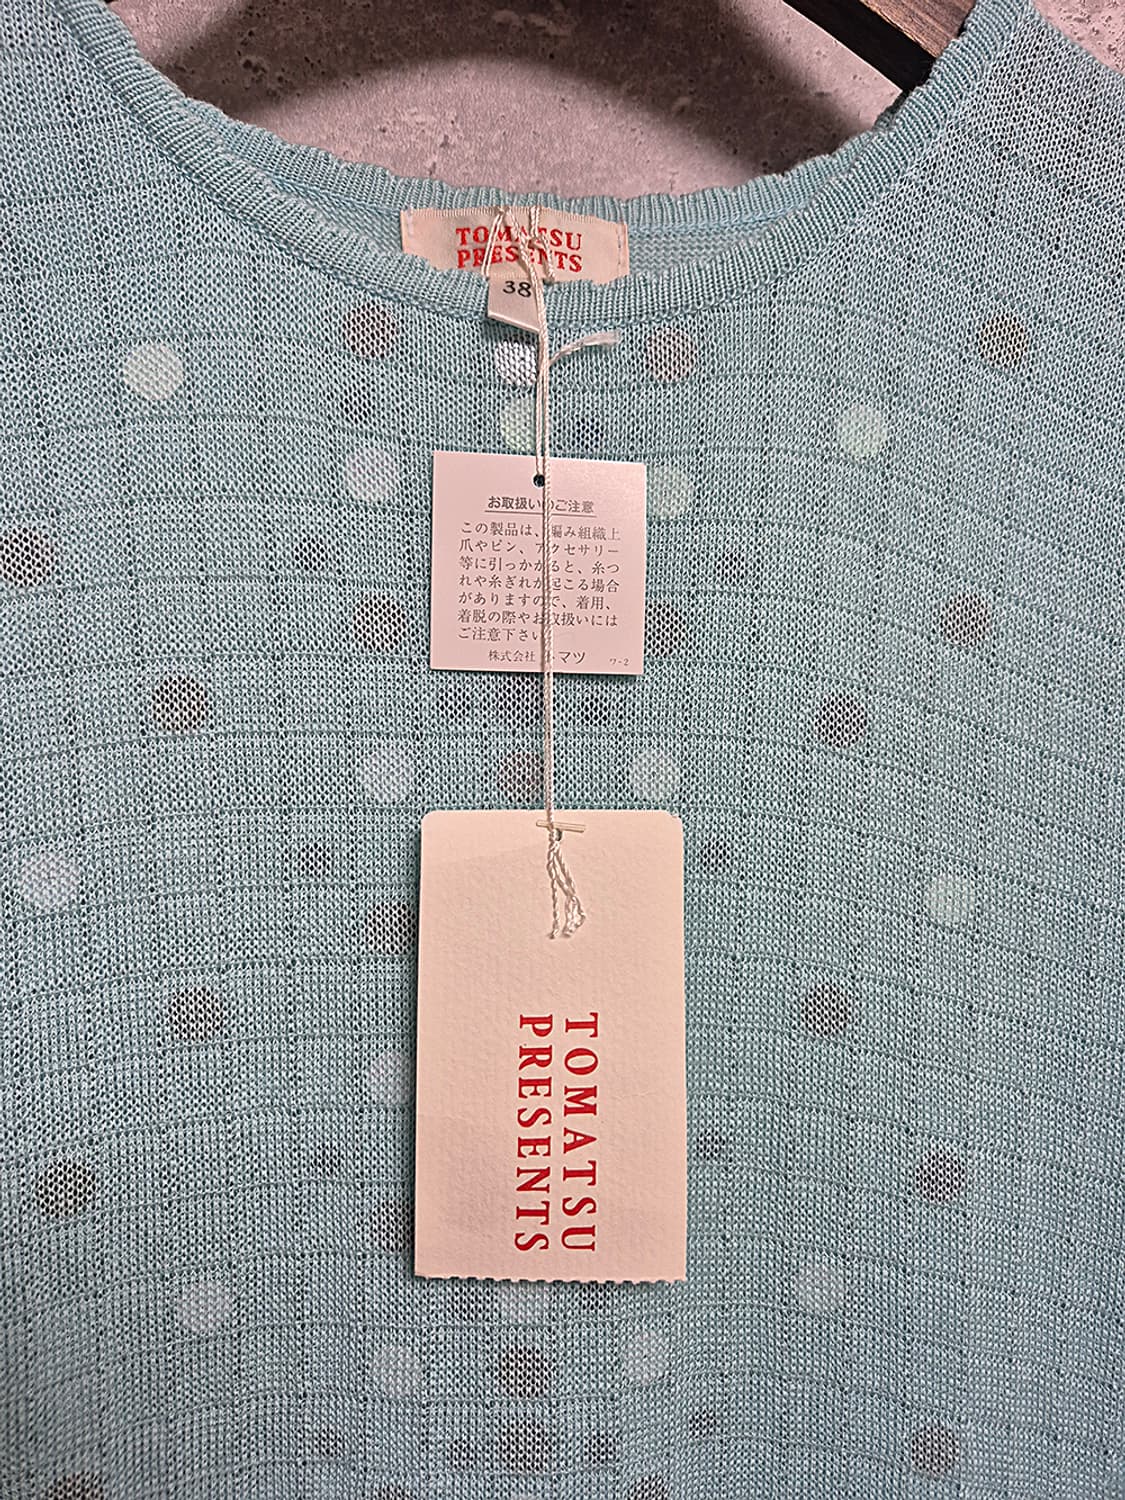 TOMATSU
PRESENTS
38
お取扱いのご注意
この製品は、編み組織上
爪やピン、アクセサリー
等に引っかかると、糸つ
れや糸ぎれが起こる場合
がありますので、着用、
着脱の際やお取扱いには
ご注意下さい
株式会社 トマツ ワ-2
TOMATSU
PRESENTS